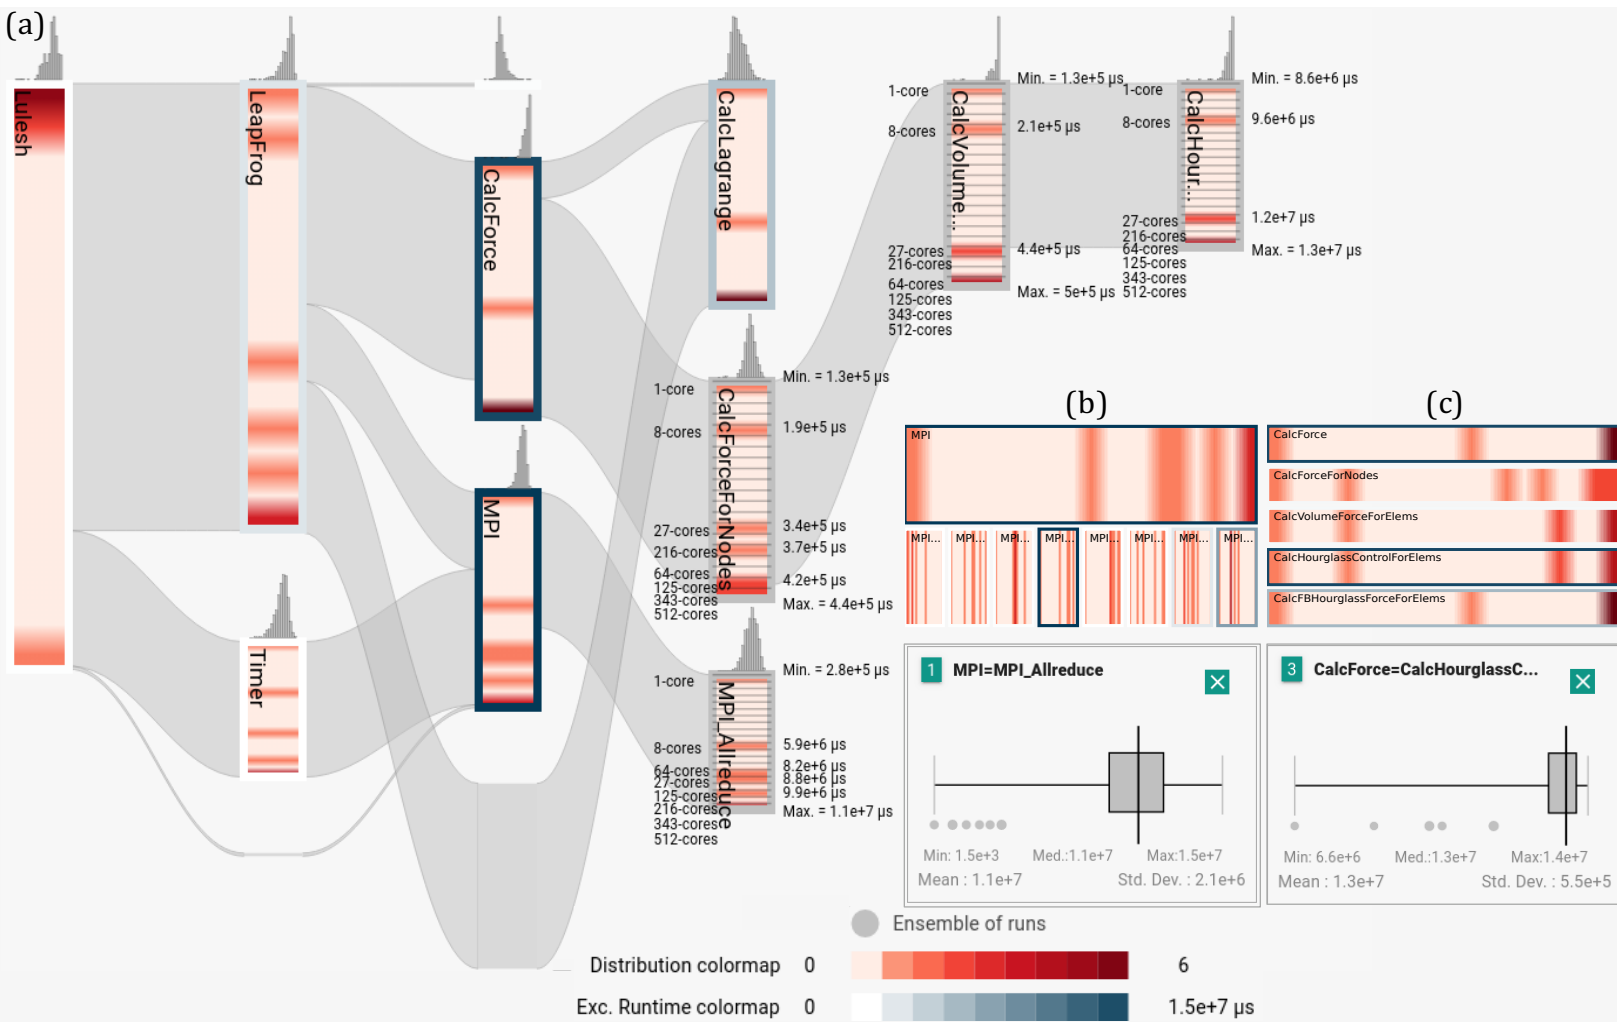 (a)
Lulesh
LeapFrog
Timer
CalcForce
MPI
CalcLagrange
1-core
8-cores
27-cores
216-cores
64-cores
125-cores
343-cores
512-cores
CalcForceForNodes
Min. = 1.3e+5 µs
1.9e+5 µs
3.4e+5 µs
3.7e+5 µs
4.2e+5 µs
Max. = 4.4e+5 µs
1-core
8-cores
64-cores
27-cores
125-cores
216-cores
343-cores
512-cores
MPI_Allreduce
Min. = 2.8e+5 µs
5.9e+6 µs
8.2e+6 µs
8.8e+6 µs
9.9e+6 µs
Max. = 1.1e+7 µs
1-core
8-cores
27-cores
216-cores
64-cores
125-cores
343-cores
512-cores
CalcVolume...
Min. = 1.3e+5 µs
2.1e+5 µs
4.4e+5 µs
Max. = 5e+5 µs
1-core
8-cores
27-cores
216-cores
64-cores
125-cores
343-cores
512-cores
CalcHour...
Min. = 8.6e+6 µs
9.6e+6 µs
1.2e+7 µs
Max. = 1.3e+7 µs
(b)
MPI
MPI... MPI... MPI... MPI... MPI... MPI... MPI... MPI...
1 MPI=MPI_Allreduce
Min: 1.5e+3 Med.:1.1e+7 Max:1.5e+7
Mean : 1.1e+7 Std. Dev. : 2.1e+6
(c)
CalcForce
CalcForceForNodes
CalcVolumeForceForElems
CalcHourglassControlForElems
CalcFBHourglassForceForElems
3 CalcForce=CalcHourglassC...
Min: 6.6e+6 Med.:1.3e+7 Max:1.4e+7
Mean : 1.3e+7 Std. Dev. : 5.5e+5
Ensemble of runs
Distribution colormap 0 6
Exc. Runtime colormap 0 1.5e+7 µs